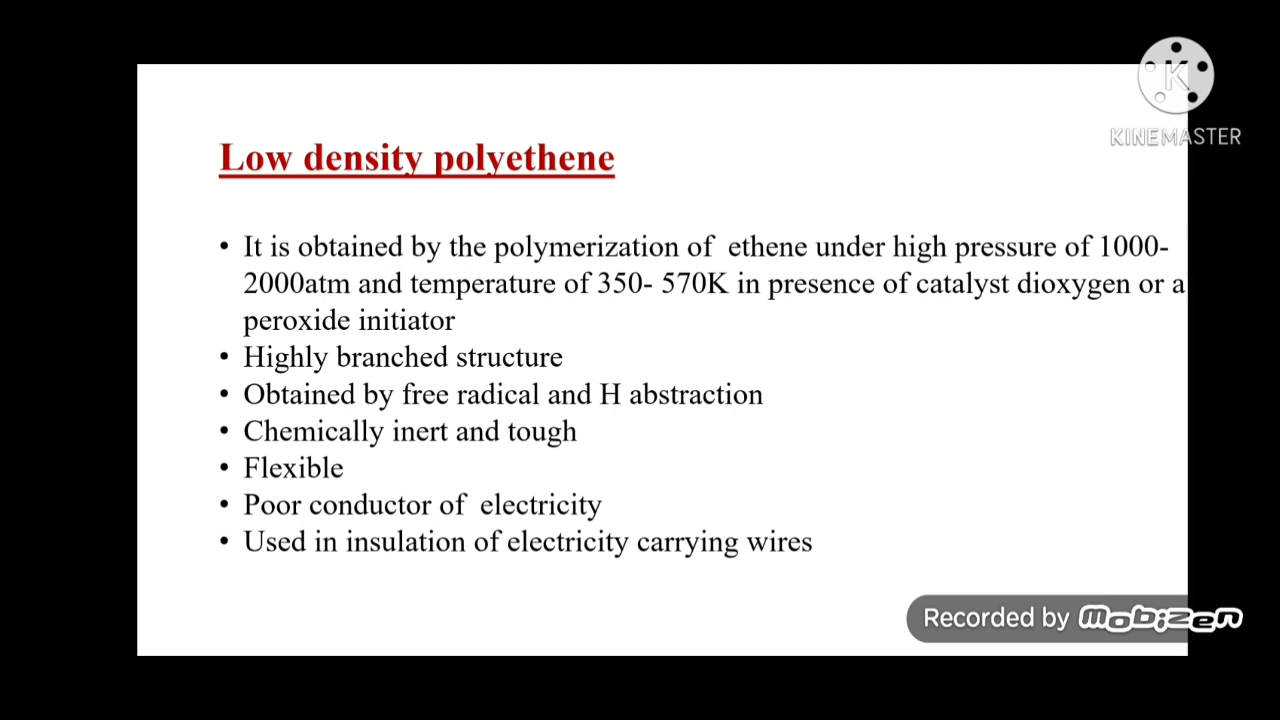 K
KINEMASTER
Low density polyethene
• It is obtained by the polymerization of ethene under high pressure of 1000-
2000atm and temperature of 350- 570K in presence of catalyst dioxygen or a
peroxide initiator
• Highly branched structure
• Obtained by free radical and H abstraction
• Chemically inert and tough
• Flexible
• Poor conductor of electricity
• Used in insulation of electricity carrying wires
Recorded by Mobizen